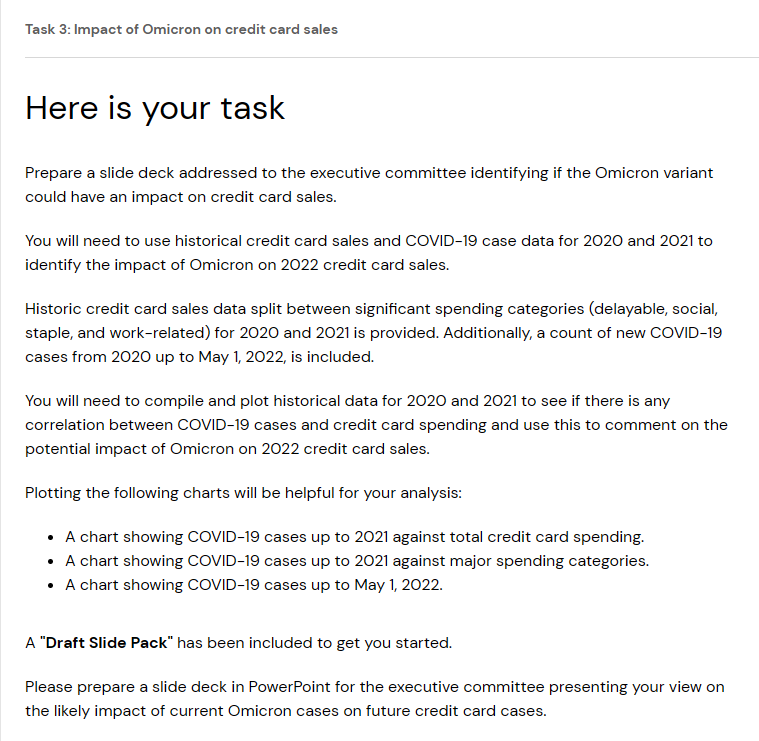 Task 3: Impact of Omicron on credit card sales
Here is your task
Prepare a slide deck addressed to the executive committee identifying if the Omicron variant
could have an impact on credit card sales.
You will need to use historical credit card sales and COVID-19 case data for 2020 and 2021 to
identify the impact of Omicron on 2022 credit card sales.
Historic credit card sales data split between significant spending categories (delayable, social,
staple, and work-related) for 2020 and 2021 is provided. Additionally, a count of new COVID-19
cases from 2020 up to May 1, 2022, is included.
You will need to compile and plot historical data for 2020 and 2021 to see if there is any
correlation between COVID-19 cases and credit card spending and use this to comment on the
potential impact of Omicron on 2022 credit card sales.
Plotting the following charts will be helpful for your analysis:
• A chart showing COVID-19 cases up to 2021 against total credit card spending.
• A chart showing COVID-19 cases up to 2021 against major spending categories.
• A chart showing COVID-19 cases up to May 1, 2022.
A "Draft Slide Pack" has been included to get you started.
Please prepare a slide deck in PowerPoint for the executive committee presenting your view on
the likely impact of current Omicron cases on future credit card cases.